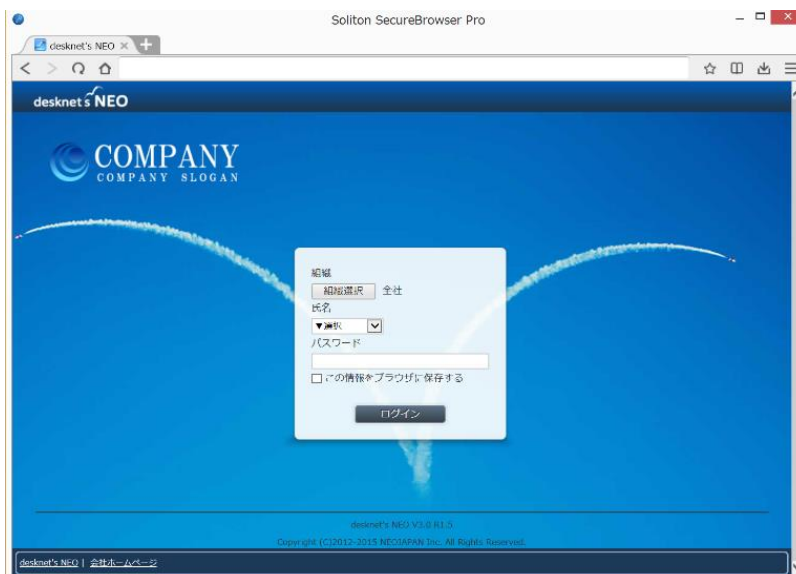 Soliton SecureBrowser Pro
desknet's NEO
desknet's NEO
COMPANY
COMPANY SLOGAN
組織
組織選択 全社
氏名
▼選択
パスワード
この情報をブラウザに保存する
ログイン
desknet's NEO V3.0 R1.5
Copyright (C)2012-2015 NEOJAPAN Inc. All Rights Reserved.
desknet's NEO | 会社ホームページ